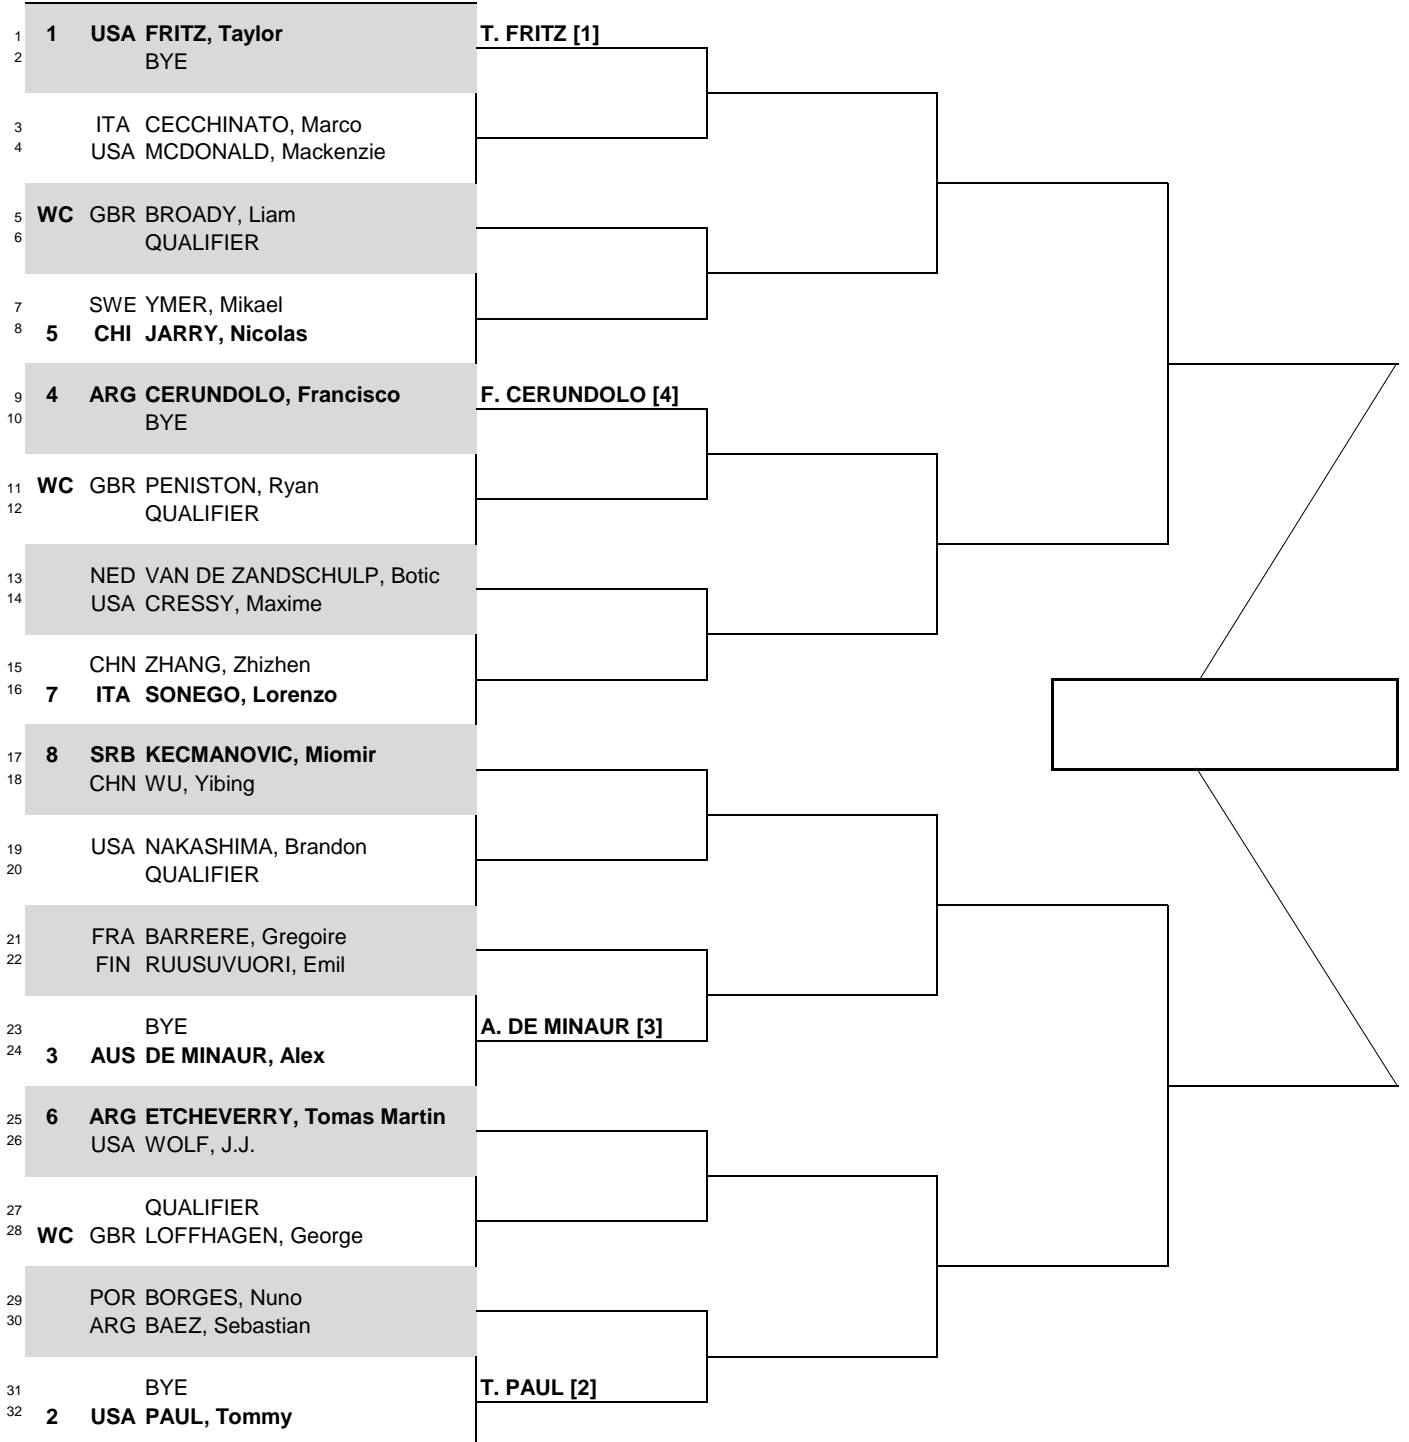 1 1 USA FRITZ, Taylor T. FRITZ [1]
2 BYE
3 ITA CECCHINATO, Marco
4 USA MCDONALD, Mackenzie
5 WC GBR BROADY, Liam
6 QUALIFIER
7 SWE YMER, Mikael
8 5 CHI JARRY, Nicolas
9 4 ARG CERUNDOLO, Francisco F. CERUNDOLO [4]
10 BYE
11 WC GBR PENISTON, Ryan
12 QUALIFIER
13 NED VAN DE ZANDSCHULP, Botic
14 USA CRESSY, Maxime
15 CHN ZHANG, Zhizhen
16 7 ITA SONEGO, Lorenzo
17 8 SRB KECMANOVIC, Miomir
18 CHN WU, Yibing
19 USA NAKASHIMA, Brandon
20 QUALIFIER
21 FRA BARRERE, Gregoire
22 FIN RUUSUVUORI, Emil
23 BYE A. DE MINAUR [3]
24 3 AUS DE MINAUR, Alex
25 6 ARG ETCHEVERRY, Tomas Martin
26 USA WOLF, J.J.
27 QUALIFIER
28 WC GBR LOFFHAGEN, George
29 POR BORGES, Nuno
30 ARG BAEZ, Sebastian
31 BYE T. PAUL [2]
32 2 USA PAUL, Tommy